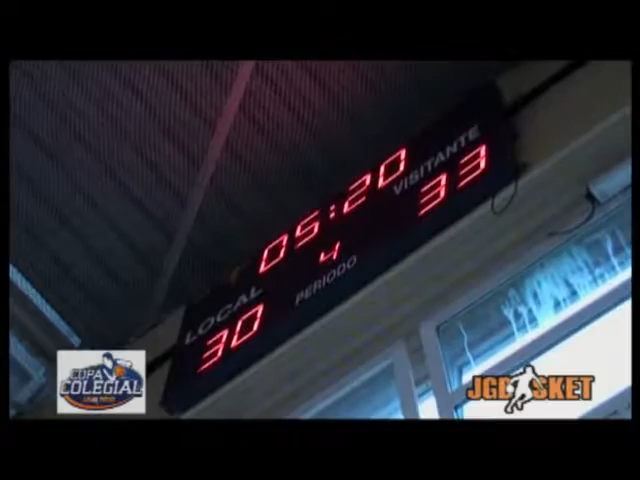 05:20
VISITANTE
33
4
PERIODO
LOCAL
30
COPA
COLEGIAL
JGBASKET